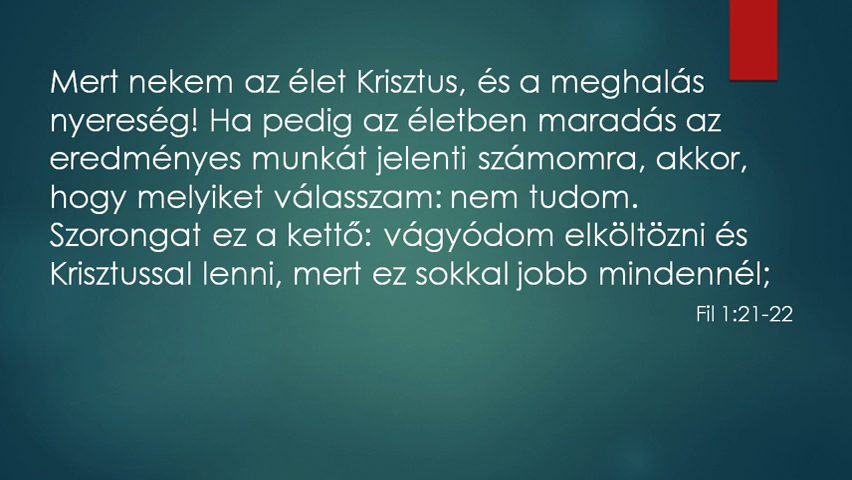 Mert nekem az élet Krisztus, és a meghalás
nyereség! Ha pedig az életben maradás az
eredményes munkát jelenti számomra, akkor,
hogy melyiket válasszam: nem tudom.
Szorongat ez a kettő: vágyódom elköltözni és
Krisztussal lenni, mert ez sokkal jobb mindennél;
Fil 1:21-22